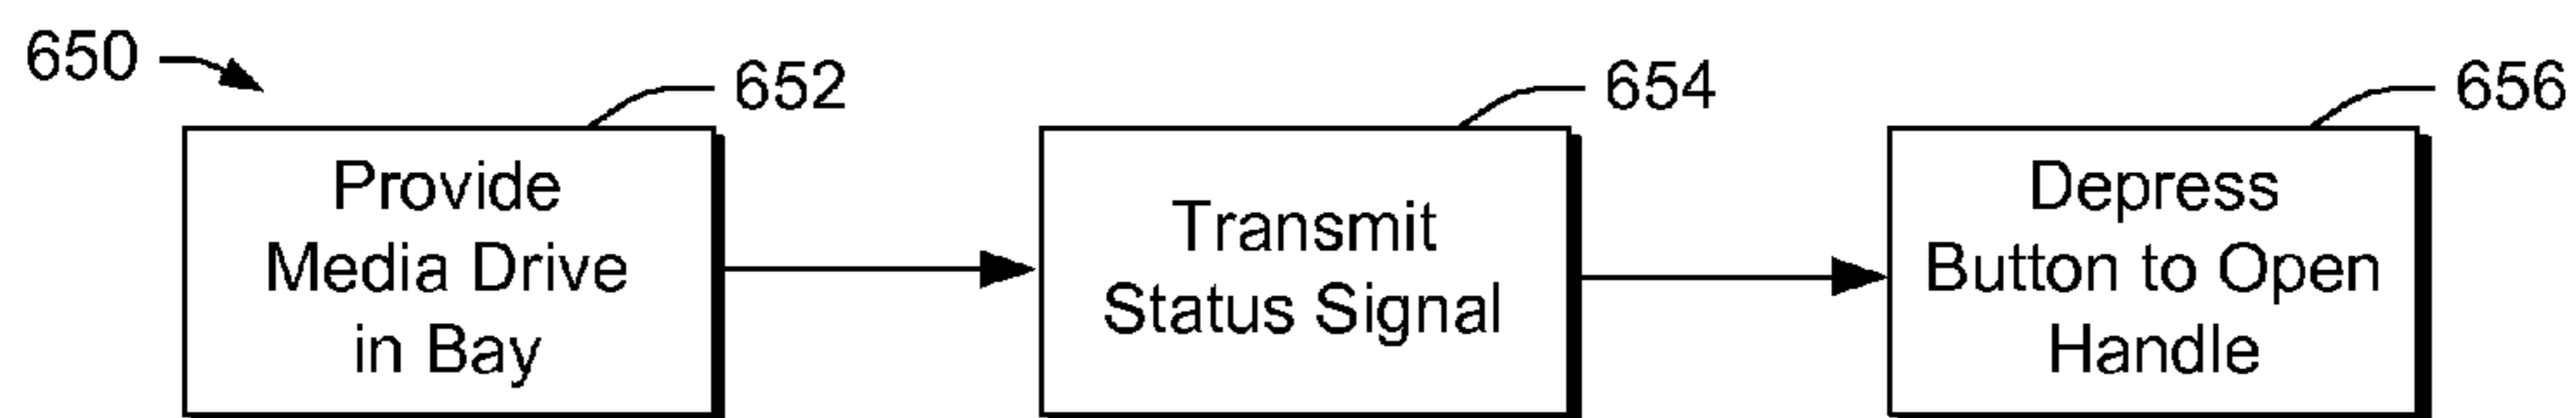 650
652
Provide
Media Drive
in Bay
654
Transmit
Status Signal
656
Depress
Button to Open
Handle